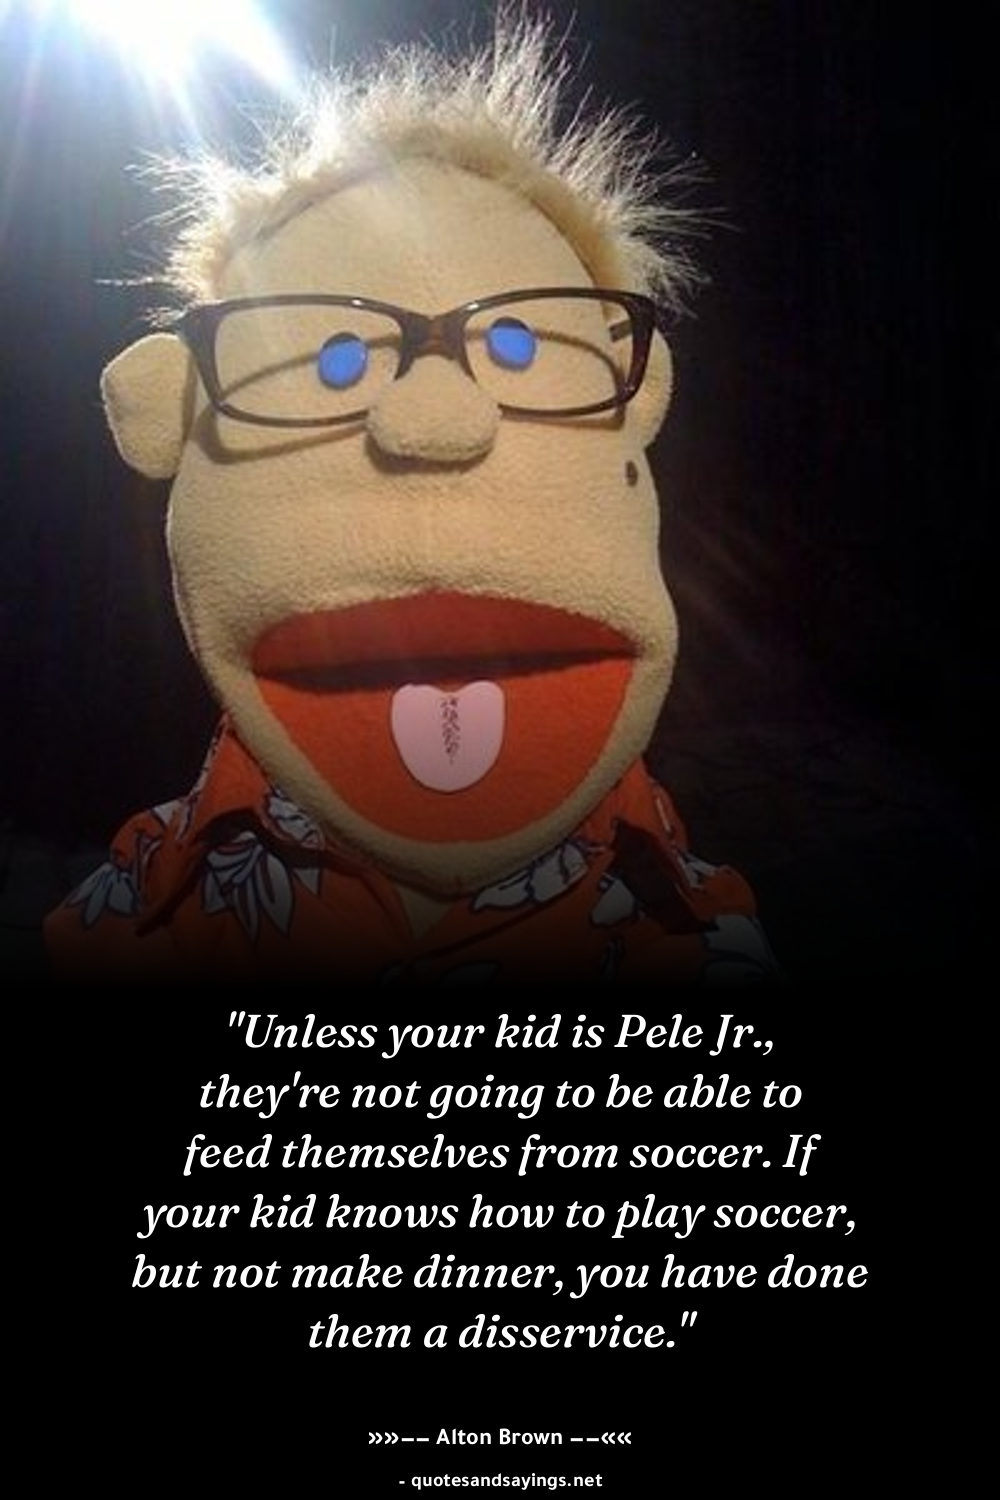 "Unless your kid is Pele Jr.,
they're not going to be able to
feed themselves from soccer. If
your kid knows how to play soccer,
but not make dinner, you have done
them a disservice."
»»−− Alton Brown −−««
- quotesandsayings.net